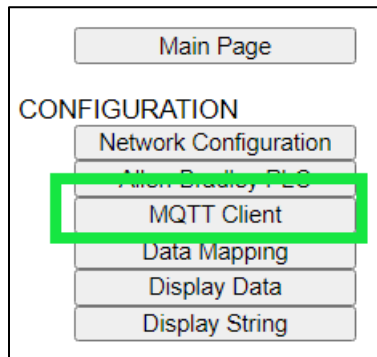 Main Page
CONFIGURATION
Network Configuration
Allen Bradley PLC
MQTT Client
Data Mapping
Display Data
Display String